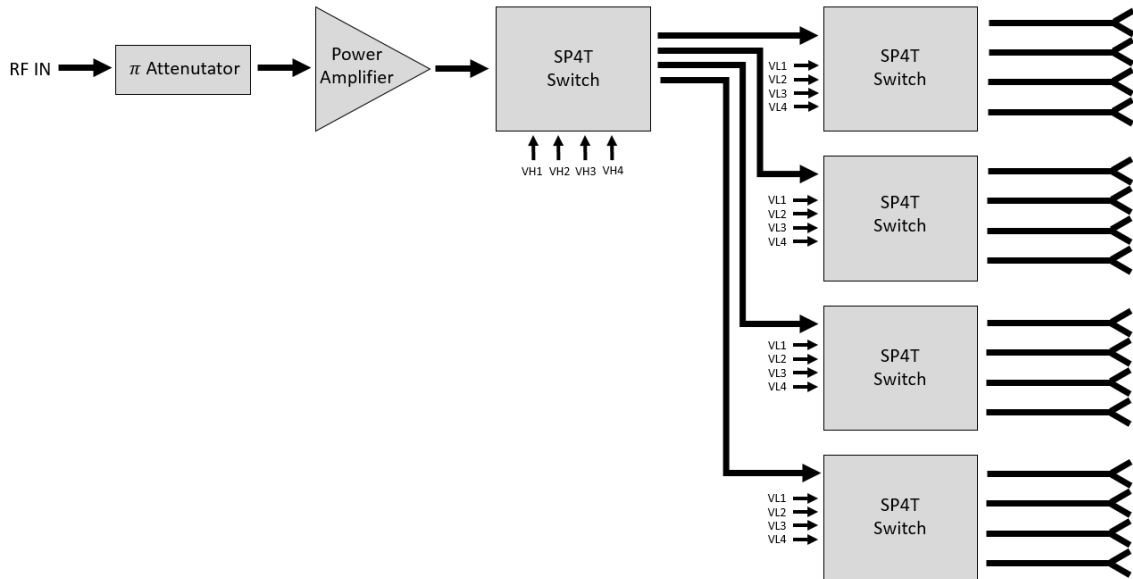 RF IN
π Attenutator
Power
Amplifier
SP4T
Switch
VH1 VH2 VH3 VH4
SP4T
Switch
VL1
VL2
VL3
VL4
SP4T
Switch
VL1
VL2
VL3
VL4
SP4T
Switch
VL1
VL2
VL3
VL4
SP4T
Switch
VL1
VL2
VL3
VL4